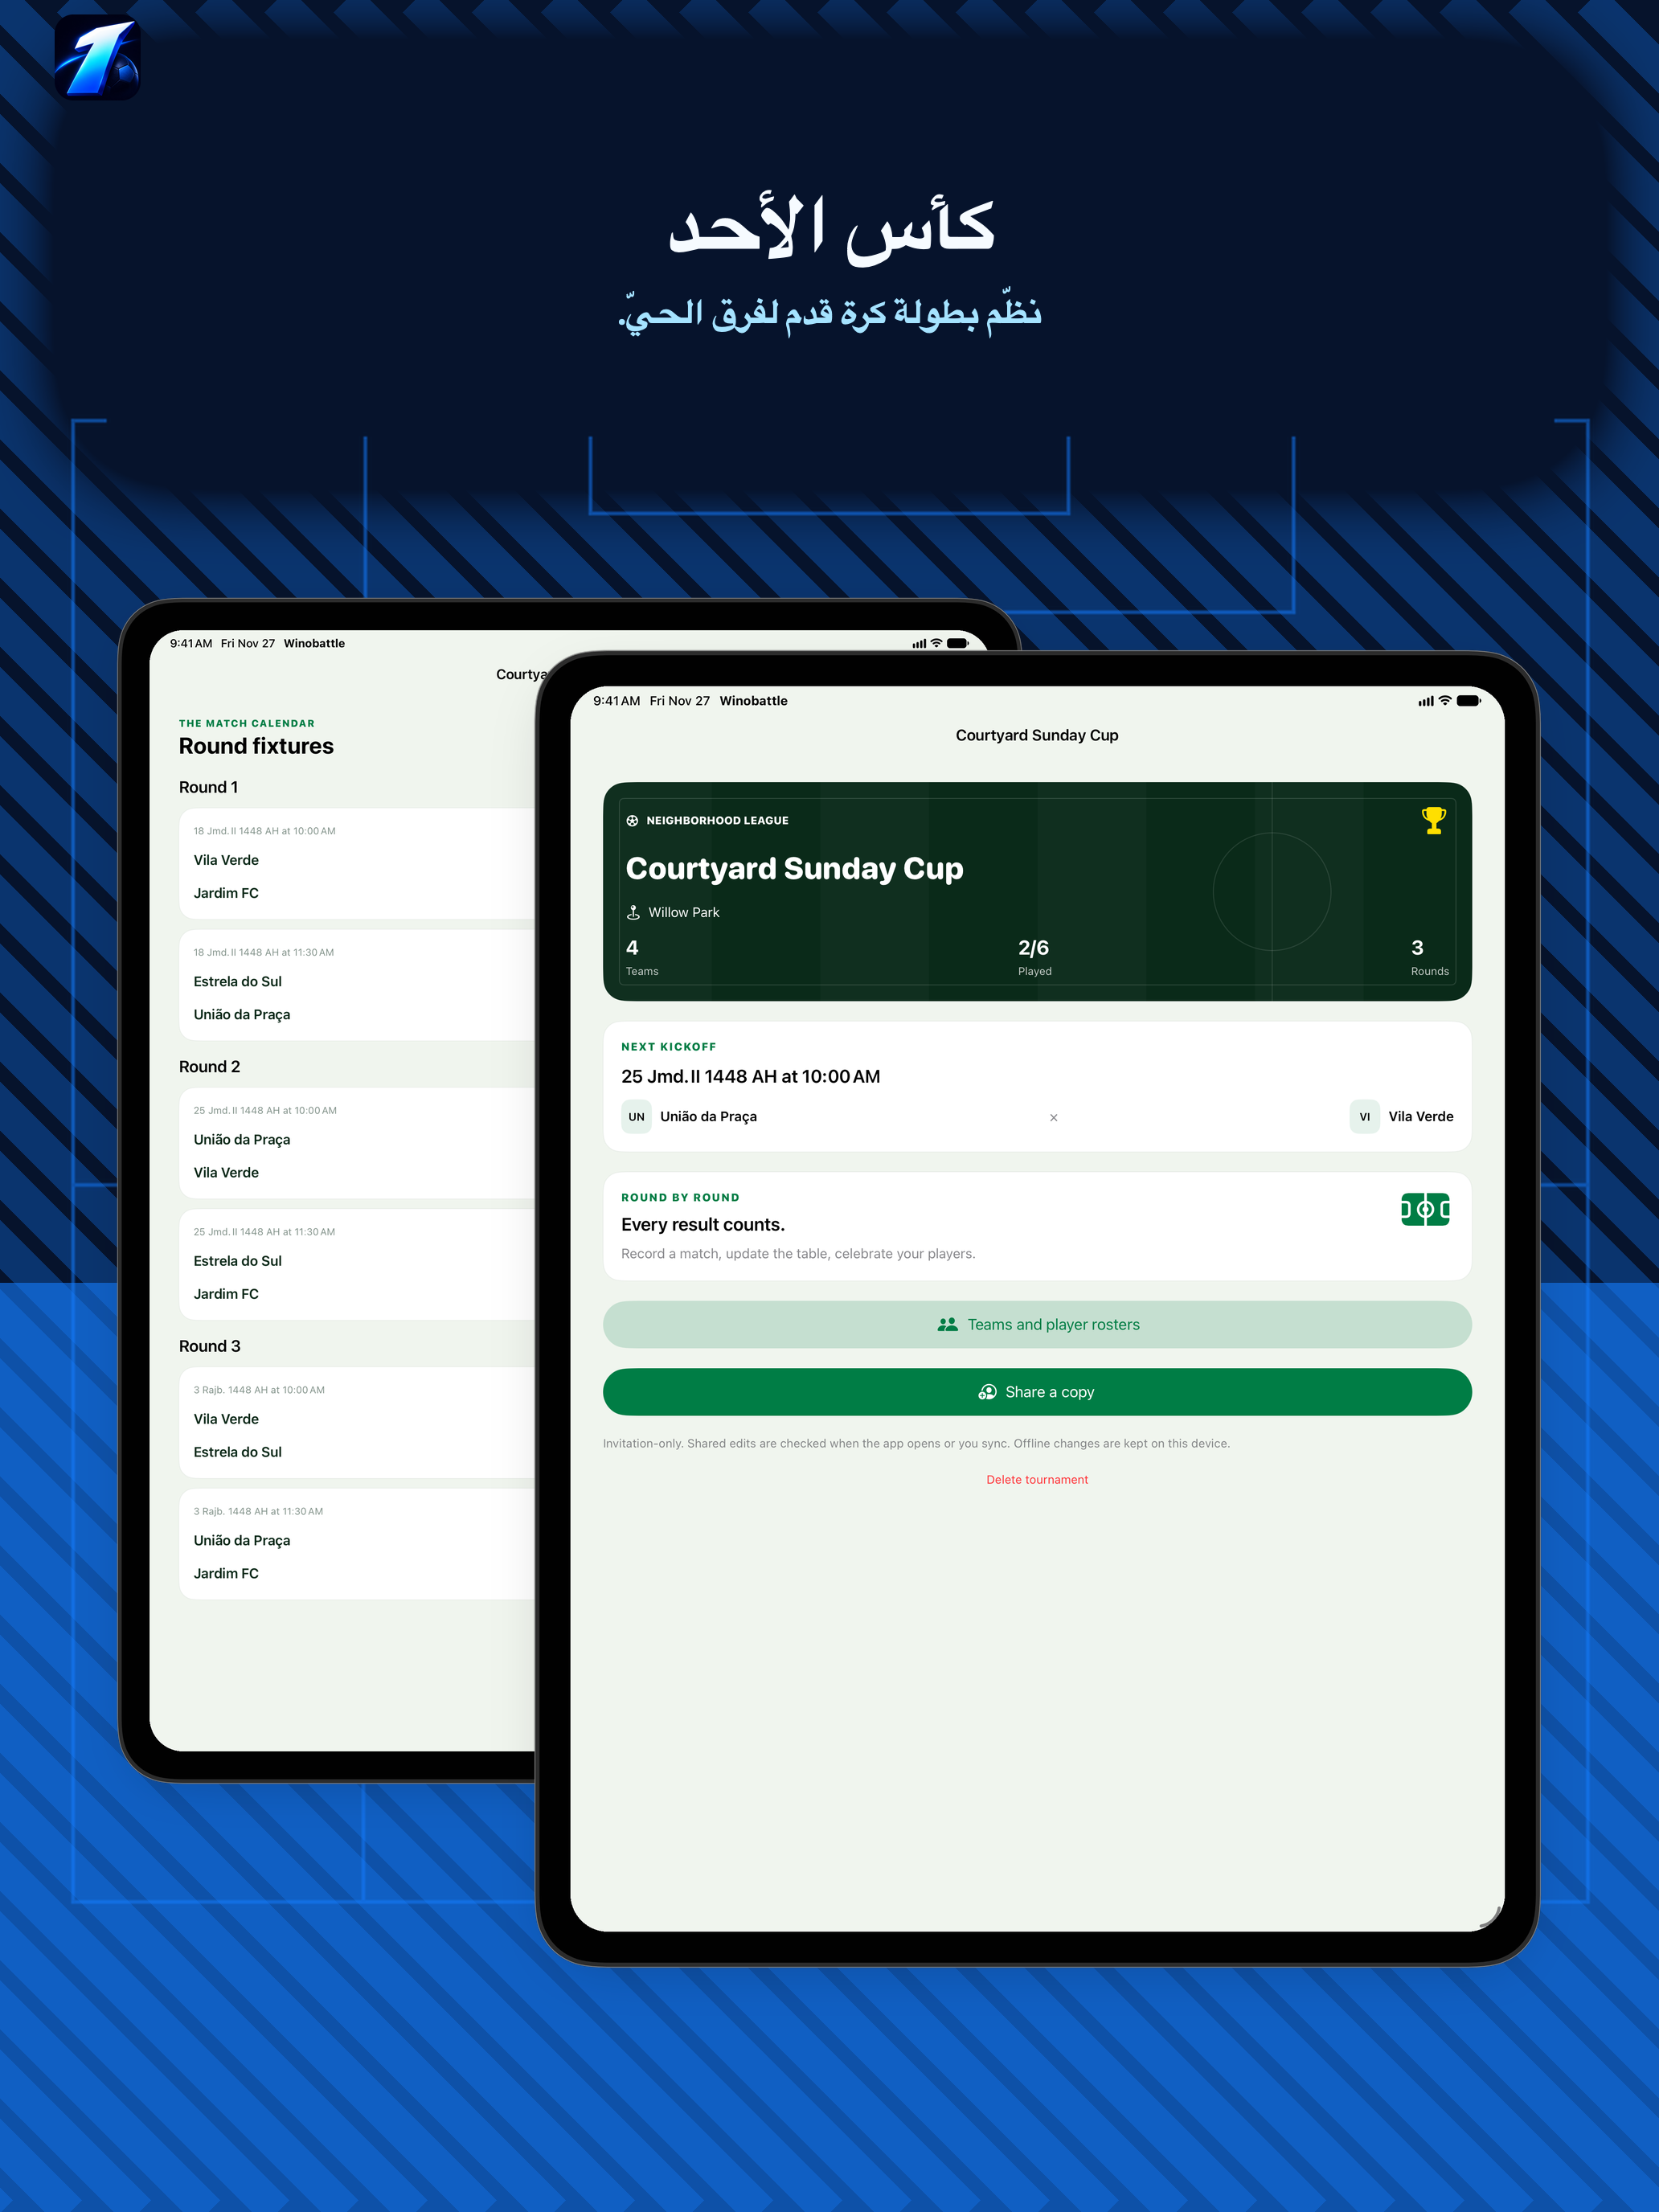 كأس الأحد
نظّم بطولة كرة قدم لفرق الحيّ.
9:41 AM Fri Nov 27 Winobattle
Courtya
THE MATCH CALENDAR
Round fixtures
Round 1
18 Jmd. II 1448 AH at 10:00 AM
Vila Verde
Jardim FC
18 Jmd. II 1448 AH at 11:30 AM
Estrela do Sul
União da Praça
Round 2
25 Jmd. II 1448 AH at 10:00 AM
União da Praça
Vila Verde
25 Jmd. II 1448 AH at 11:30 AM
Estrela do Sul
Jardim FC
Round 3
3 Rajb. 1448 AH at 10:00 AM
Vila Verde
Estrela do Sul
3 Rajb. 1448 AH at 11:30 AM
União da Praça
Jardim FC
9:41 AM Fri Nov 27 Winobattle
Courtyard Sunday Cup
NEIGHBORHOOD LEAGUE
Courtyard Sunday Cup
Willow Park
4 2/6 3
Teams Played Rounds
NEXT KICKOFF
25 Jmd. II 1448 AH at 10:00 AM
UN União da Praça × VI Vila Verde
ROUND BY ROUND
Every result counts.
Record a match, update the table, celebrate your players.
Teams and player rosters
Share a copy
Invitation-only. Shared edits are checked when the app opens or you sync. Offline changes are kept on this device.
Delete tournament